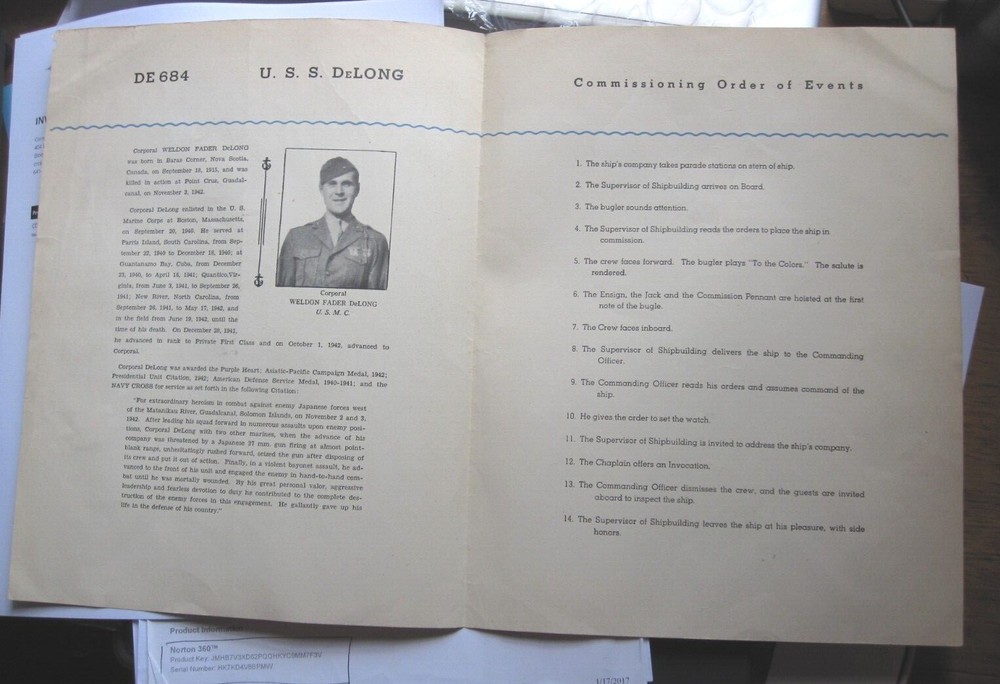 DE 684
U. S. S. DeLONG
Corporal WELDON FADER DeLONG
was born in Baras Corner, Nova Scotia,
Canada, on September 16, 1915, and was
killed in action at Point Cruz, Guadal-
canal, on November 2, 1942.
Corporal DeLong enlisted in the U. S.
Marine Corps at Boston, Massachusetts,
on September 20, 1940. He served at
Parris Island, South Carolina, from Sep-
tember 22, 1940 to December 16, 1940; at
Guantanamo Bay, Cuba, from December
25, 1940, to April 16, 1941; Quantico, Vir-
ginia, from June 3, 1941, to September 26,
1941; New River, North Carolina, from
September 26, 1941, to May 17, 1942, and
in the field from June 19, 1942, until the
time of his death. On December 20, 1941,
he advanced in rank to Private First Class and on October 1, 1942, advanced to
Corporal.
Corporal
WELDON FADER DeLONG
U. S. M. C.
Corporal DeLong was awarded the Purple Heart; Asiatic-Pacific Campaign Medal, 1942;
Presidential Unit Citation, 1942; American Defense Service Medal, 1940-1941; and the
NAVY CROSS for service as set forth in the following Citation:
"For extraordinary heroism in combat against enemy Japanese forces west
of the Matanikau River, Guadalcanal, Solomon Islands, on November 2 and 3,
1942. After leading his squad forward in numerous assaults upon enemy posi-
tions, Corporal DeLong with two other marines, when the advance of his
company was threatened by a Japanese 37 mm. gun firing at almost point-
blank range, unhesitatingly rushed forward, seized the gun after disposing of
its crew and put it out of action. Finally, in a violent bayonet assault, he ad-
vanced to the front of his unit and engaged the enemy in hand-to-hand com-
bat until he was mortally wounded. By his great personal valor, aggressive
leadership and fearless devotion to duty he contributed to the complete des-
truction of the enemy forces in this engagement. He gallantly gave up his
life in the defense of his country."
Commissioning Order of Events
1. The ship's company takes parade stations on stern of ship.
2. The Supervisor of Shipbuilding arrives on Board.
3. The bugler sounds attention.
4. The Supervisor of Shipbuilding reads the orders to place the ship in
commission.
5. The crew faces forward. The bugler plays "To the Colors." The salute is
rendered.
6. The Ensign, the Jack and the Commission Pennant are hoisted at the first
note of the bugle.
7. The Crew faces inboard.
8. The Supervisor of Shipbuilding delivers the ship to the Commanding
Officer.
9. The Commanding Officer reads his orders and assumes command of the
ship.
10. He gives the order to set the watch.
11. The Supervisor of Shipbuilding is invited to address the ship's company.
12. The Chaplain offers an Invocation.
13. The Commanding Officer dismisses the crew, and the guests are invited
aboard to inspect the ship.
14. The Supervisor of Shipbuilding leaves the ship at his pleasure, with side
honors.
Product
Norton 360™
Product Key:
Serial Number:
1/17/2017